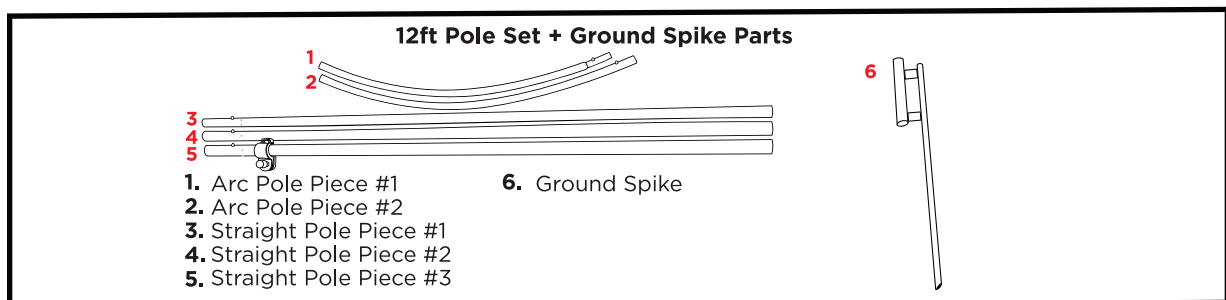 12ft Pole Set + Ground Spike Parts
1
2
3
4
5
6
1. Arc Pole Piece #1
2. Arc Pole Piece #2
3. Straight Pole Piece #1
4. Straight Pole Piece #2
5. Straight Pole Piece #3
6. Ground Spike